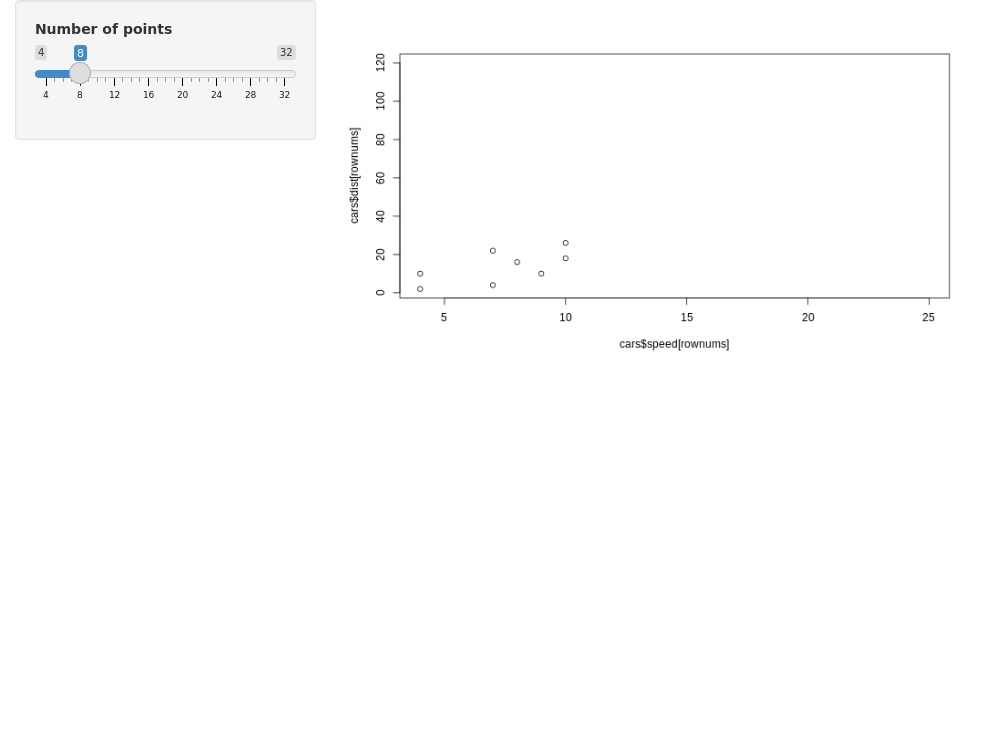 Number of points
4 8 32
4 8 12 16 20 24 28 32
120
100
80
60
40
20
0
cars$dist[rownums]
5 10 15 20 25
cars$speed[rownums]